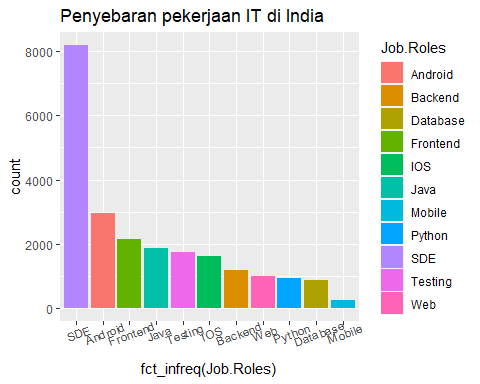 Penyebaran pekerjaan IT di India
count
8000
6000
4000
2000
0
SDE
Android
Frontend
Java
Testing
IOS
Backend
Web
Python
Database
Mobile
fct_infreq(Job.Roles)
Job.Roles
Android
Backend
Database
Frontend
IOS
Java
Mobile
Python
SDE
Testing
Web